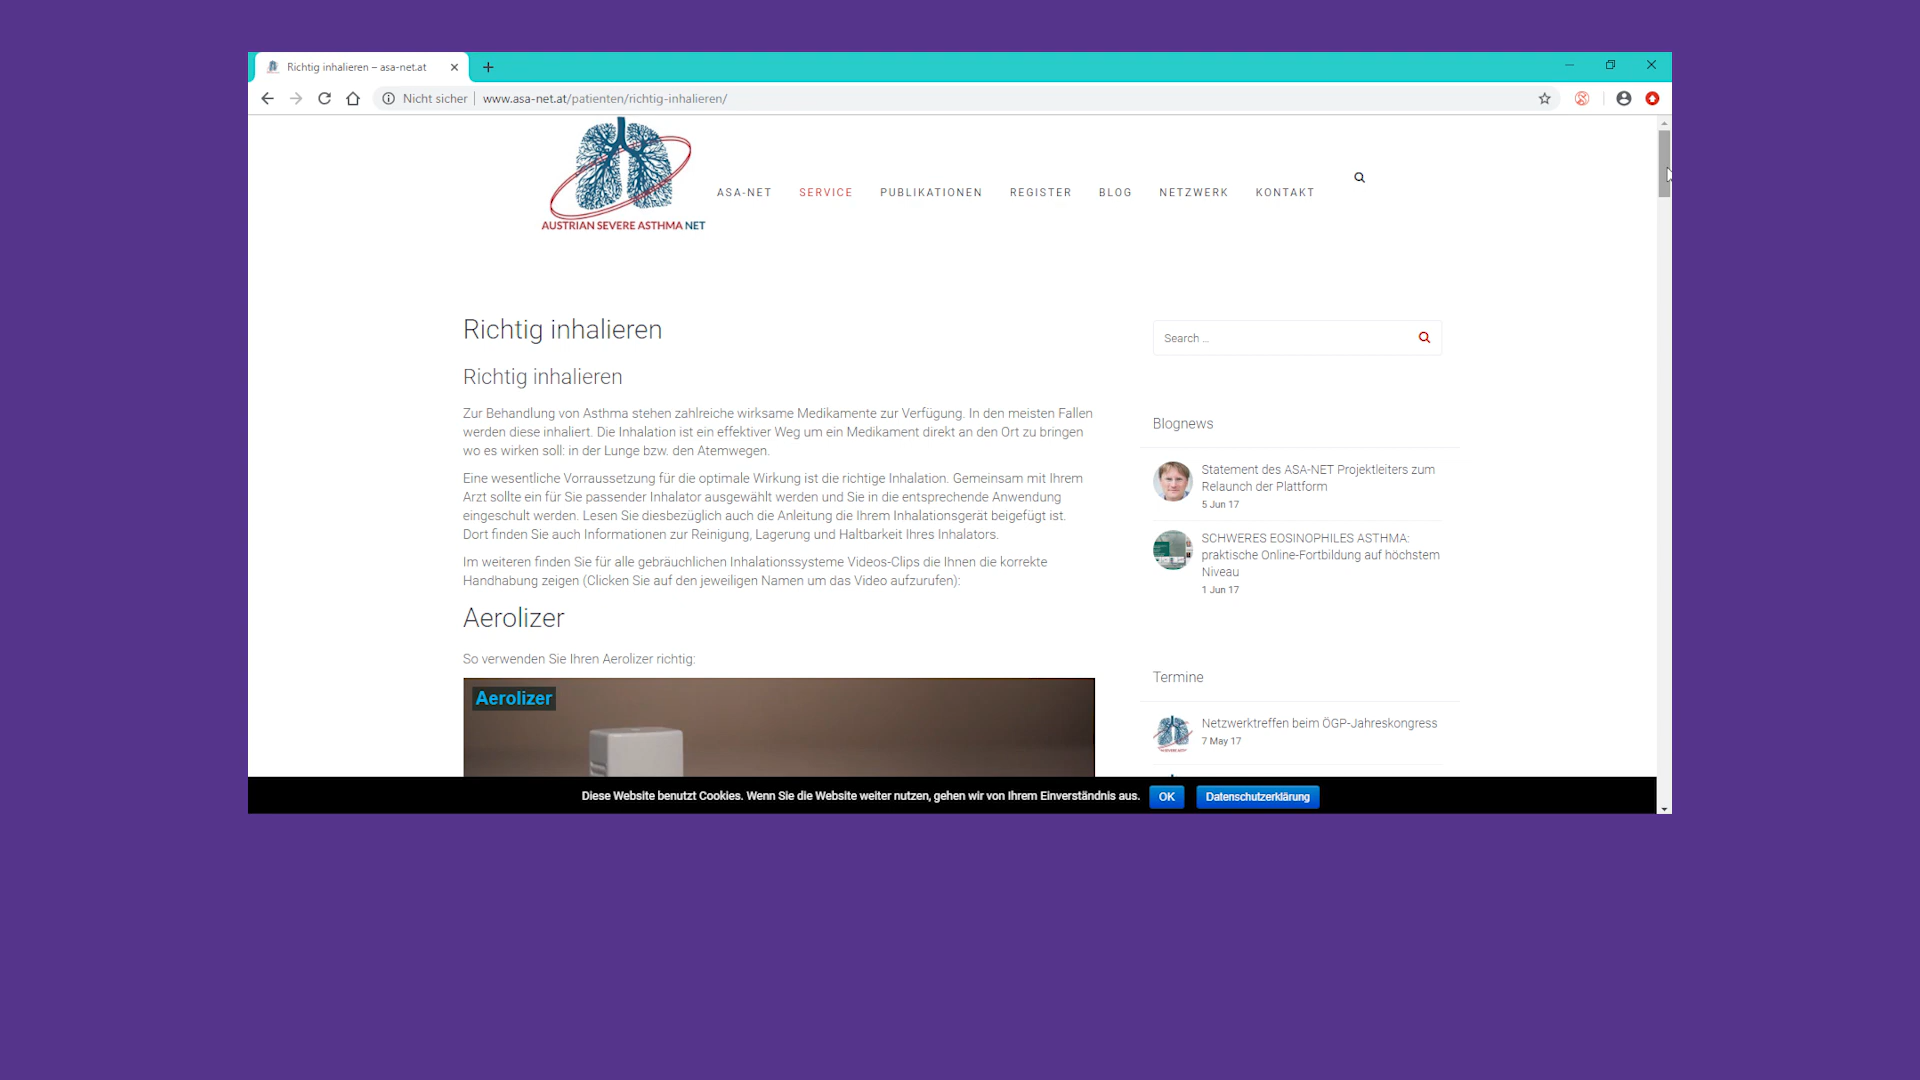 Richtig inhalieren – asa-net.at
Nicht sicher
www.asa-net.at/patienten/richtig-inhalieren/
AUSTRIAN SEVERE ASTHMA NET
ASA-NET
SERVICE
PUBLIKATIONEN
REGISTER
BLOG
NETZWERK
KONTAKT
Richtig inhalieren
Richtig inhalieren
Zur Behandlung von Asthma stehen zahlreiche wirksame Medikamente zur Verfügung. In den meisten Fallen
werden diese inhaliert. Die Inhalation ist ein effektiver Weg um ein Medikament direkt an den Ort zu bringen
wo es wirken soll: in der Lunge bzw. den Atemwegen.
Eine wesentliche Vorraussetzung für die optimale Wirkung ist die richtige Inhalation. Gemeinsam mit Ihrem
Arzt sollte ein für Sie passender Inhalator ausgewählt werden und Sie in die entsprechende Anwendung
eingeschult werden. Lesen Sie diesbezüglich auch die Anleitung die Ihrem Inhalationsgerät beigefügt ist.
Dort finden Sie auch Informationen zur Reinigung, Lagerung und Haltbarkeit Ihres Inhalators.
Im weiteren finden Sie für alle gebräuchlichen Inhalationssysteme Videos-Clips die Ihnen die korrekte
Handhabung zeigen (Clicken Sie auf den jeweiligen Namen um das Video aufzurufen):
Aerolizer
So verwenden Sie Ihren Aerolizer richtig:
Aerolizer
Search ...
Blognews
Statement des ASA-NET Projektleiters zum
Relaunch der Plattform
5 Jun 17
SCHWERES EOSINOPHILES ASTHMA:
praktische Online-Fortbildung auf höchstem
Niveau
1 Jun 17
Termine
Netzwerktreffen beim ÖGP-Jahreskongress
7 May 17
Diese Website benutzt Cookies. Wenn Sie die Website weiter nutzen, gehen wir von Ihrem Einverständnis aus.
OK
Datenschutzerklärung